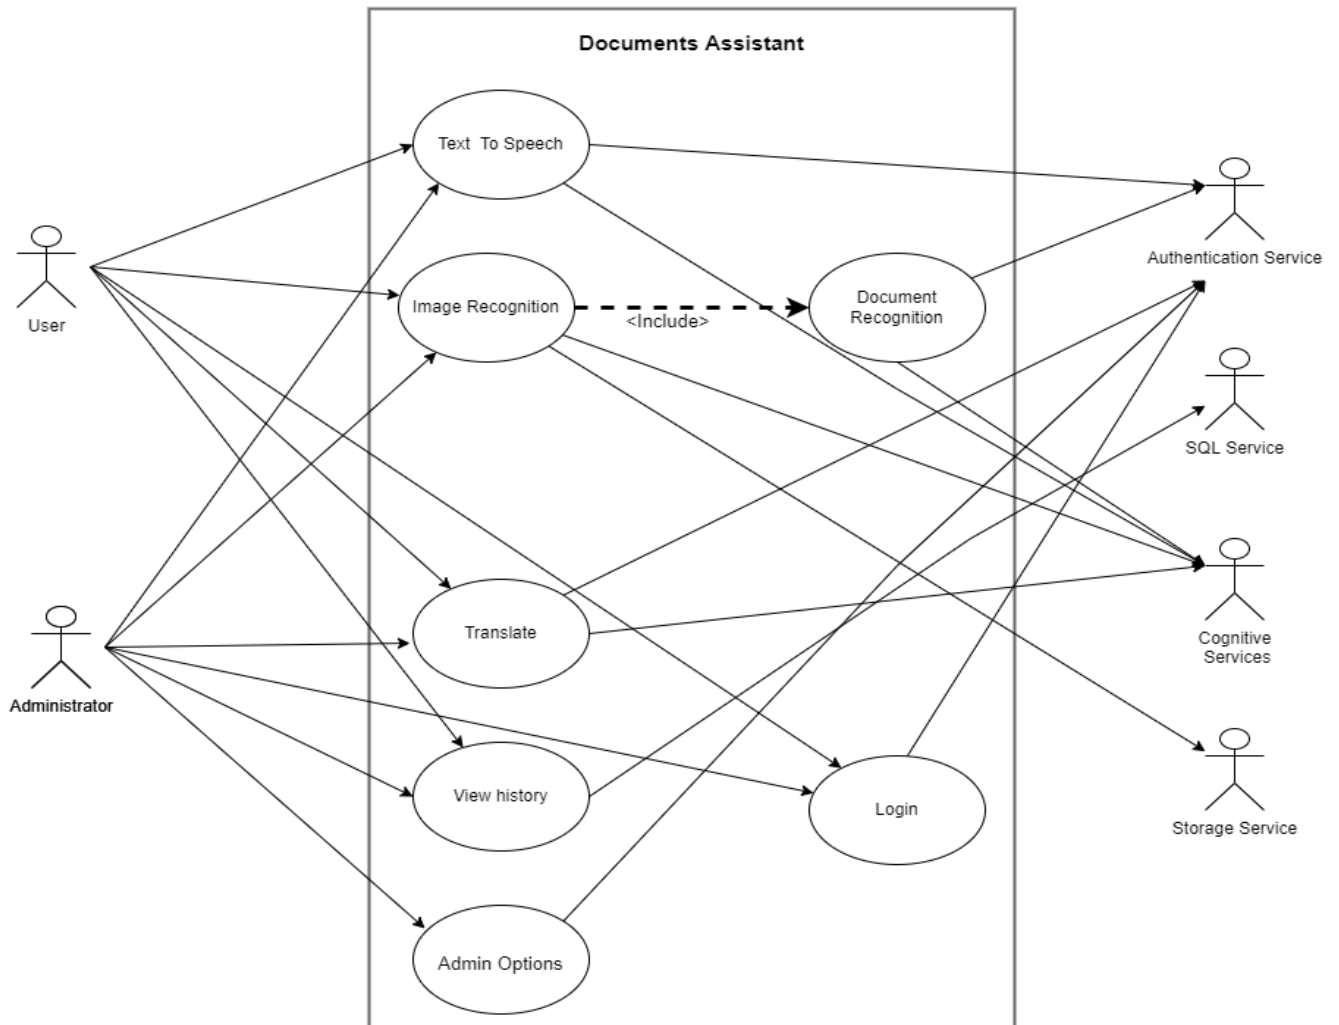 Documents Assistant
Text To Speech
User
Image Recognition
<Include>
Document
Recognition
Authentication Service
SQL Service
Administrator
Translate
Cognitive
Services
View history
Login
Storage Service
Admin Options